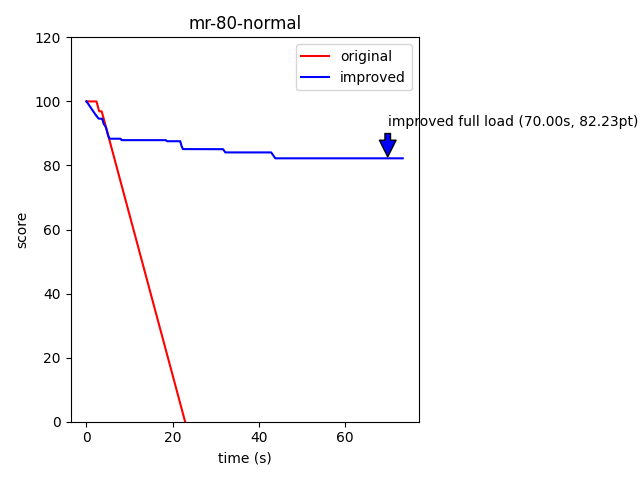 mr-80-normal
120
100
80
60
40
20
0
score
original
improved
improved full load (70.00s, 82.23pt)
0
20
40
60
time (s)